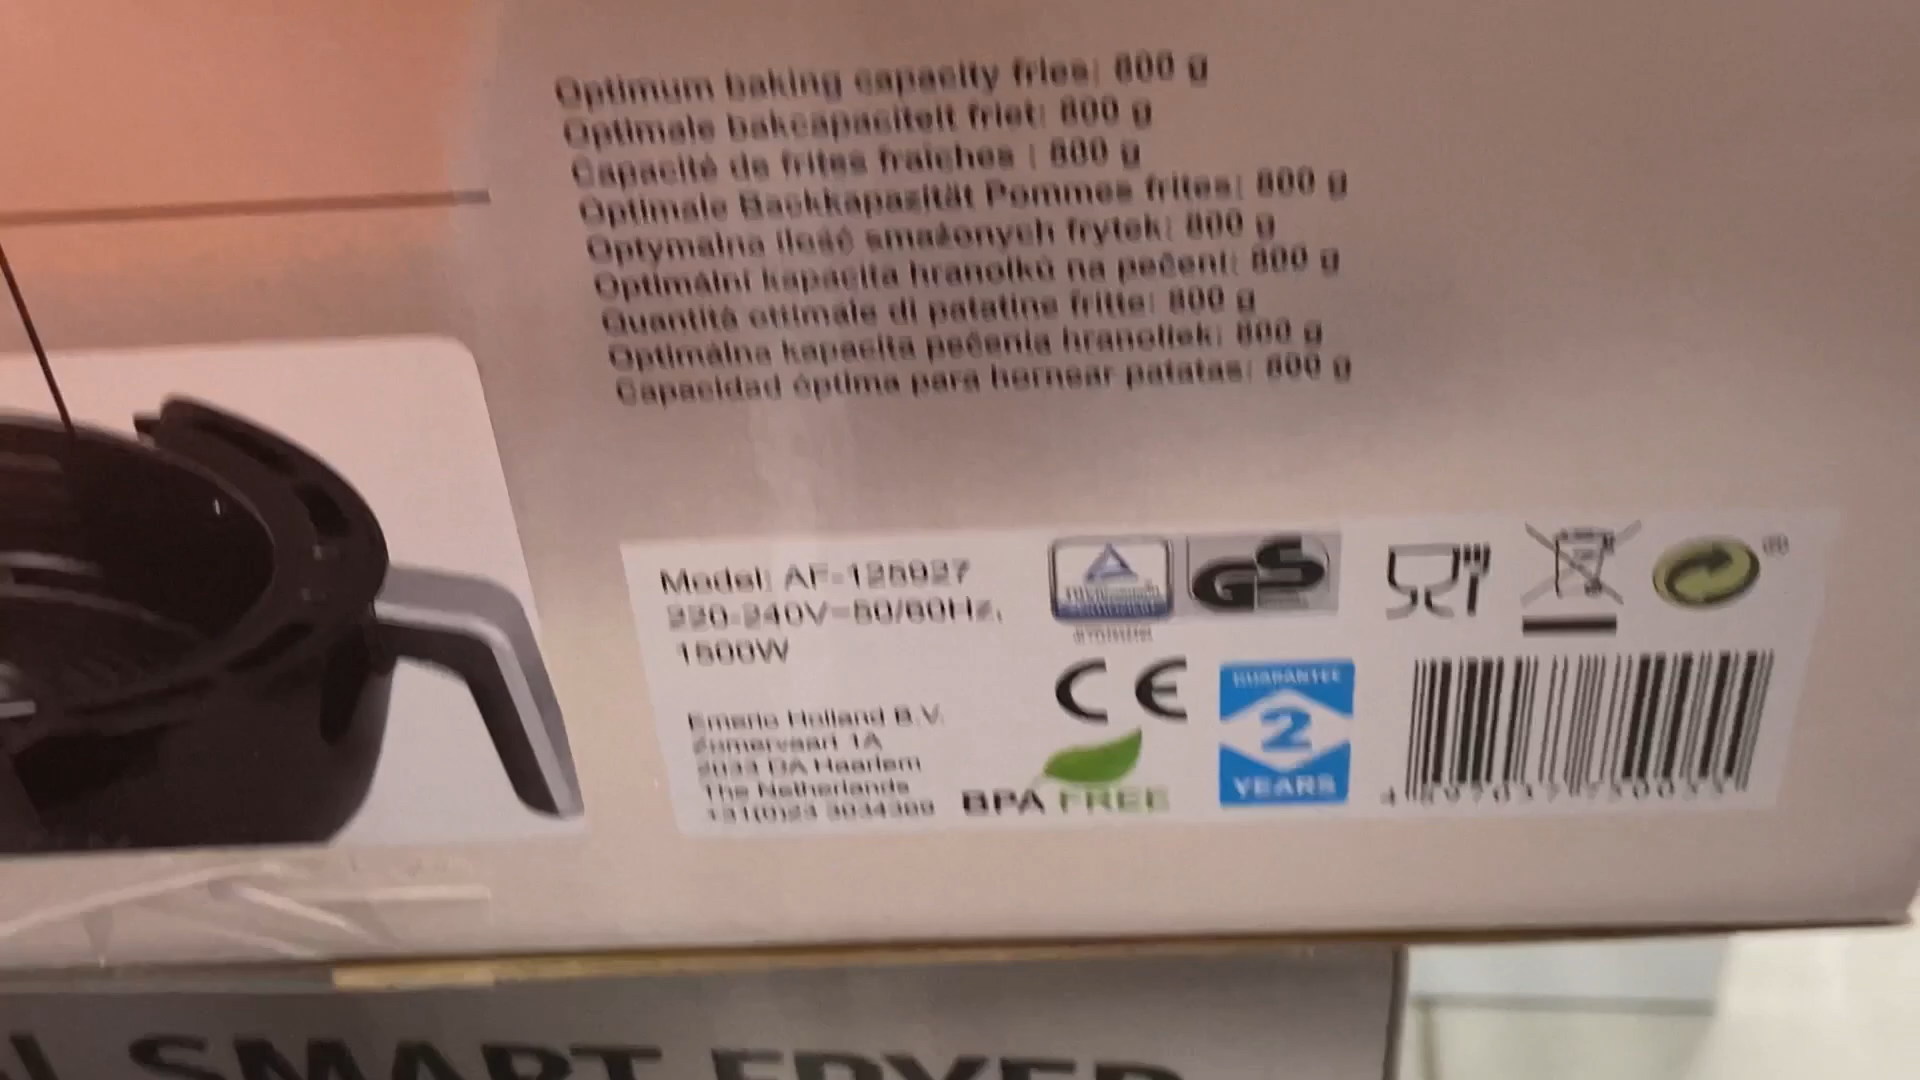 Optimum baking capacity fries: 800 g
Optimale bakcapaciteit friet: 800 g
Capacité de frites fraîches : 800 g
Optimale Backkapazität Pommes frites: 800 g
Optymalna ilość smażonych frytek: 800 g
Optimální kapacita hranolků na pečení: 800 g
Quantità ottimale di patatine fritte: 800 g
Optimálna kapacita pečenia hranoliek: 800 g
Capacidad óptima para hornear patatas: 800 g
Model: AF-125927
220-240V~50/60Hz,
1500W
Emerio Holland B.V.
Zomervaart 1A
2033 DA Haarlem
The Netherlands
GS
CE
BPA FREE
GUARANTEE
2
YEARS
SMART FRYER